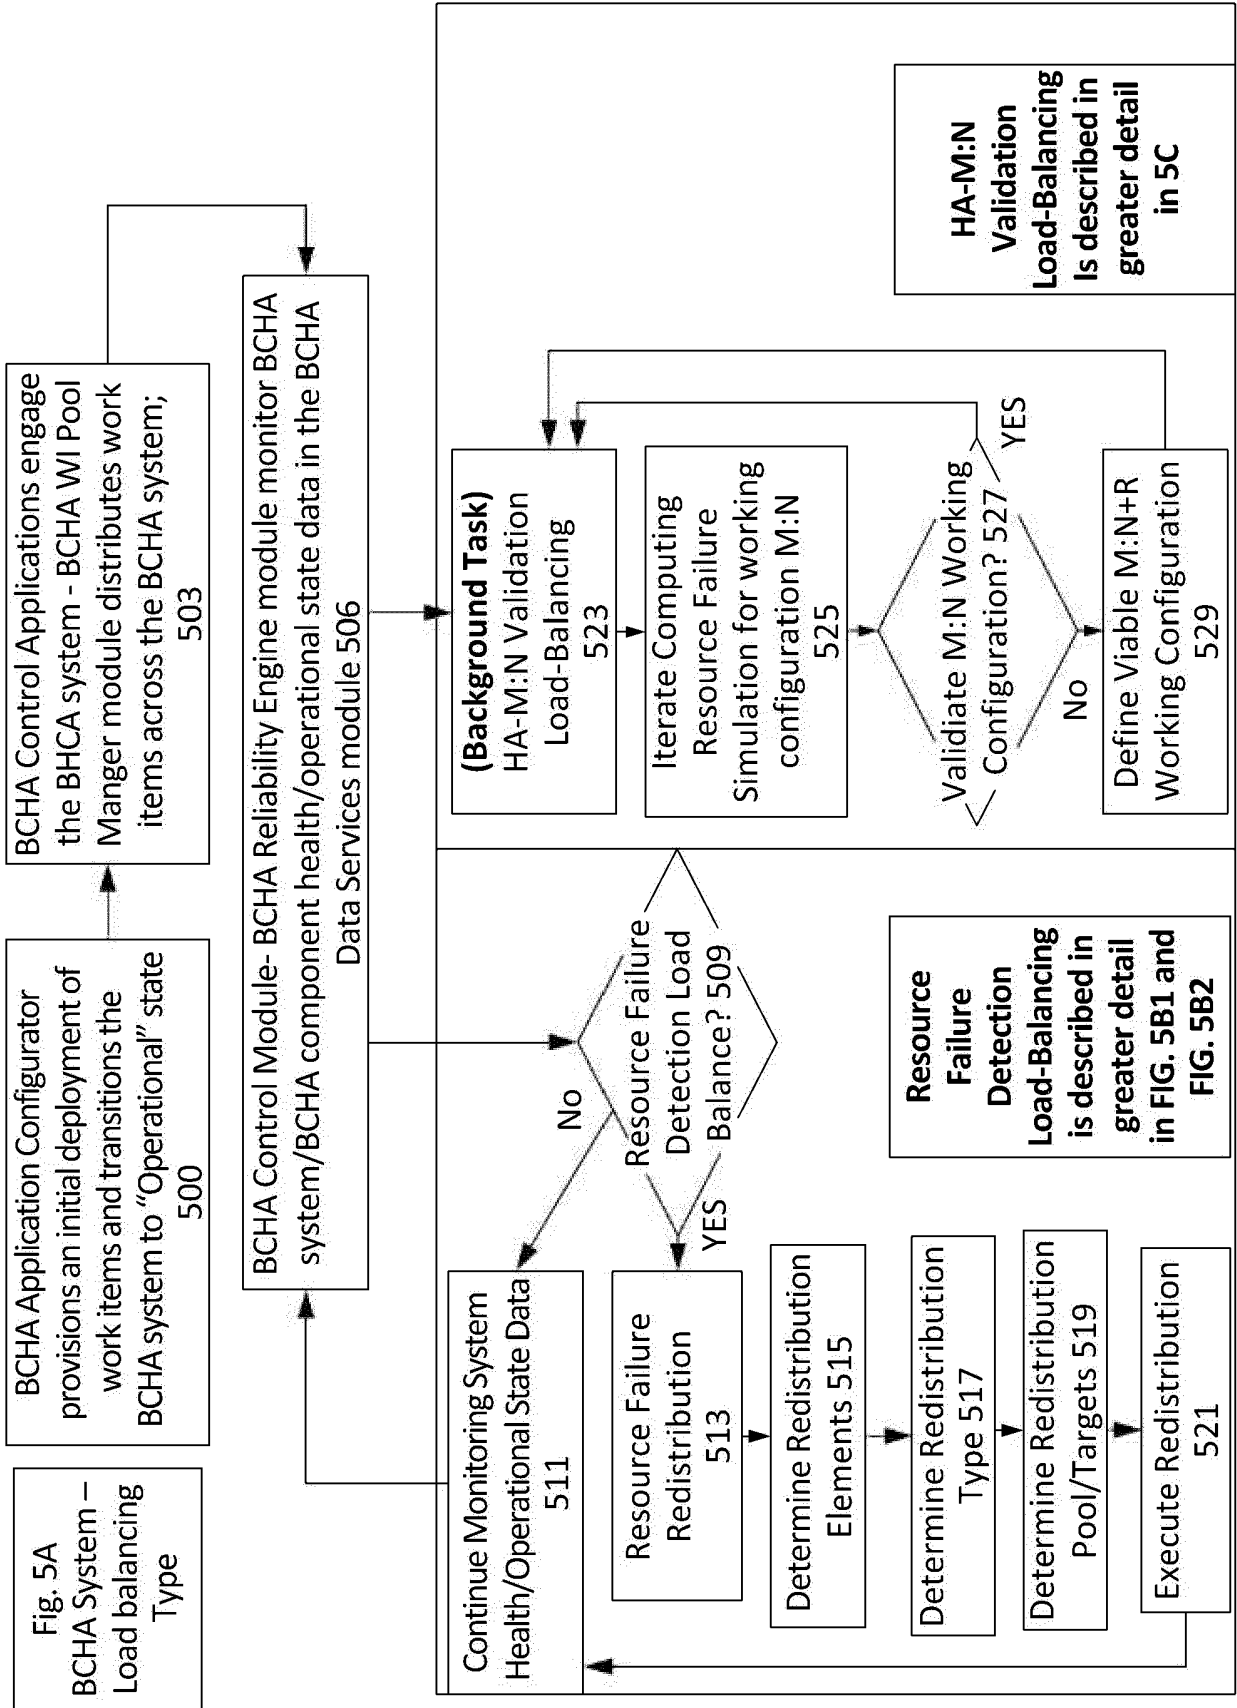 Fig. 5A
BCHA System –
Load balancing
Type
BCHA Application Configurator
provisions an initial deployment of
work items and transitions the
BCHA system to “Operational” state
500
BCHA Control Applications engage
the BHCA system - BCHA WI Pool
Manger module distributes work
items across the BCHA system;
503
BCHA Control Module- BCHA Reliability Engine module monitor BCHA
system/BCHA component health/operational state data in the BCHA
Data Services module 506
Continue Monitoring System
Health/Operational State Data
511
No
Resource Failure
Detection Load
Balance? 509
YES
Resource Failure
Redistribution
513
Determine Redistribution
Elements 515
Determine Redistribution
Type 517
Determine Redistribution
Pool/Targets 519
Execute Redistribution
521
Resource
Failure
Detection
Load-Balancing
is described in
greater detail
in FIG. 5B1 and
FIG. 5B2
(Background Task)
HA-M:N Validation
Load-Balancing
523
Iterate Computing
Resource Failure
Simulation for working
configuration M:N
525
Validiate M:N Working
Configuration? 527
YES
No
Define Viable M:N+R
Working Configuration
529
HA-M:N
Validation
Load-Balancing
Is described in
greater detail
in 5C